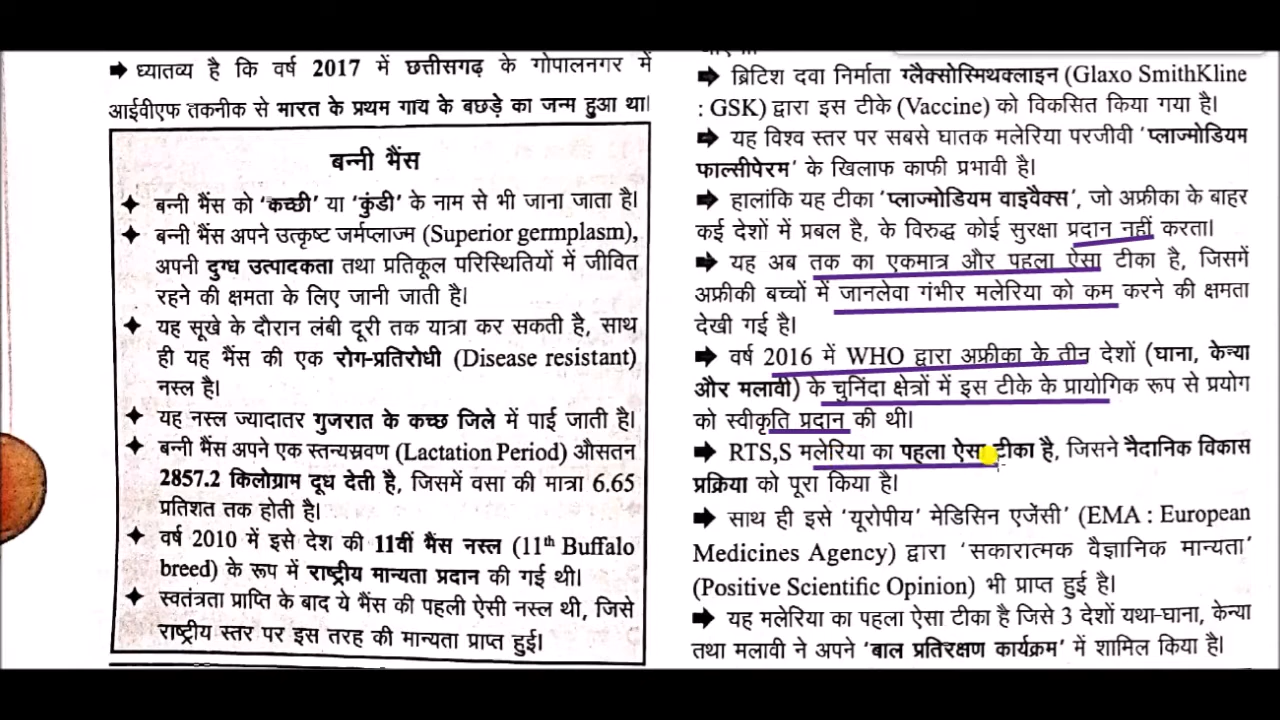 ➡ ध्यातव्य है कि वर्ष 2017 में छत्तीसगढ़ के गोपालनगर में
आईवीएफ तकनीक से भारत के प्रथम गाय के बछड़े का जन्म हुआ था।
बन्नी भैंस
✦ बन्नी भैंस को ‘कच्छी’ या ‘कुंडी’ के नाम से भी जाना जाता है।
✦ बन्नी भैंस अपने उत्कृष्ट जर्मप्लाज्म (Superior germplasm),
अपनी दुग्ध उत्पादकता तथा प्रतिकूल परिस्थितियों में जीवित
रहने की क्षमता के लिए जानी जाती है।
✦ यह सूखे के दौरान लंबी दूरी तक यात्रा कर सकती है, साथ
ही यह भैंस की एक रोग-प्रतिरोधी (Disease resistant)
नस्ल है।
✦ यह नस्ल ज्यादातर गुजरात के कच्छ जिले में पाई जाती है।
✦ बन्नी भैंस अपने एक स्तन्यस्रवण (Lactation Period) औसतन
2857.2 किलोग्राम दूध देती है, जिसमें वसा की मात्रा 6.65
प्रतिशत तक होती है।
✦ वर्ष 2010 में इसे देश की 11वीं भैंस नस्ल (11th Buffalo
breed) के रूप में राष्ट्रीय मान्यता प्रदान की गई थी।
✦ स्वतंत्रता प्राप्ति के बाद ये भैंस की पहली ऐसी नस्ल थी, जिसे
राष्ट्रीय स्तर पर इस तरह की मान्यता प्राप्त हुई।
➡ ब्रिटिश दवा निर्माता ग्लैक्सोस्मिथक्लाइन (Glaxo SmithKline
: GSK) द्वारा इस टीके (Vaccine) को विकसित किया गया है।
➡ यह विश्व स्तर पर सबसे घातक मलेरिया परजीवी ‘प्लाज्मोडियम
फाल्सीपेरम’ के खिलाफ काफी प्रभावी है।
➡ हालांकि यह टीका ‘प्लाज्मोडियम वाइवैक्स’, जो अफ्रीका के बाहर
कई देशों में प्रबल है, के विरुद्ध कोई सुरक्षा प्रदान नहीं करता।
➡ यह अब तक का एकमात्र और पहला ऐसा टीका है, जिसमें
अफ्रीकी बच्चों में जानलेवा गंभीर मलेरिया को कम करने की क्षमता
देखी गई है।
➡ वर्ष 2016 में WHO द्वारा अफ्रीका के तीन देशों (घाना, केन्या
और मलावी) के चुनिंदा क्षेत्रों में इस टीके के प्रायोगिक रूप से प्रयोग
को स्वीकृति प्रदान की थी।
➡ RTS,S मलेरिया का पहला ऐसा टीका है, जिसने नैदानिक विकास
प्रक्रिया को पूरा किया है।
➡ साथ ही इसे ‘यूरोपीय’ मेडिसिन एजेंसी’ (EMA : European
Medicines Agency) द्वारा ‘सकारात्मक वैज्ञानिक मान्यता’
(Positive Scientific Opinion) भी प्राप्त हुई है।
➡ यह मलेरिया का पहला ऐसा टीका है जिसे 3 देशों यथा-घाना, केन्या
तथा मलावी ने अपने ‘बाल प्रतिरक्षण कार्यक्रम’ में शामिल किया है।